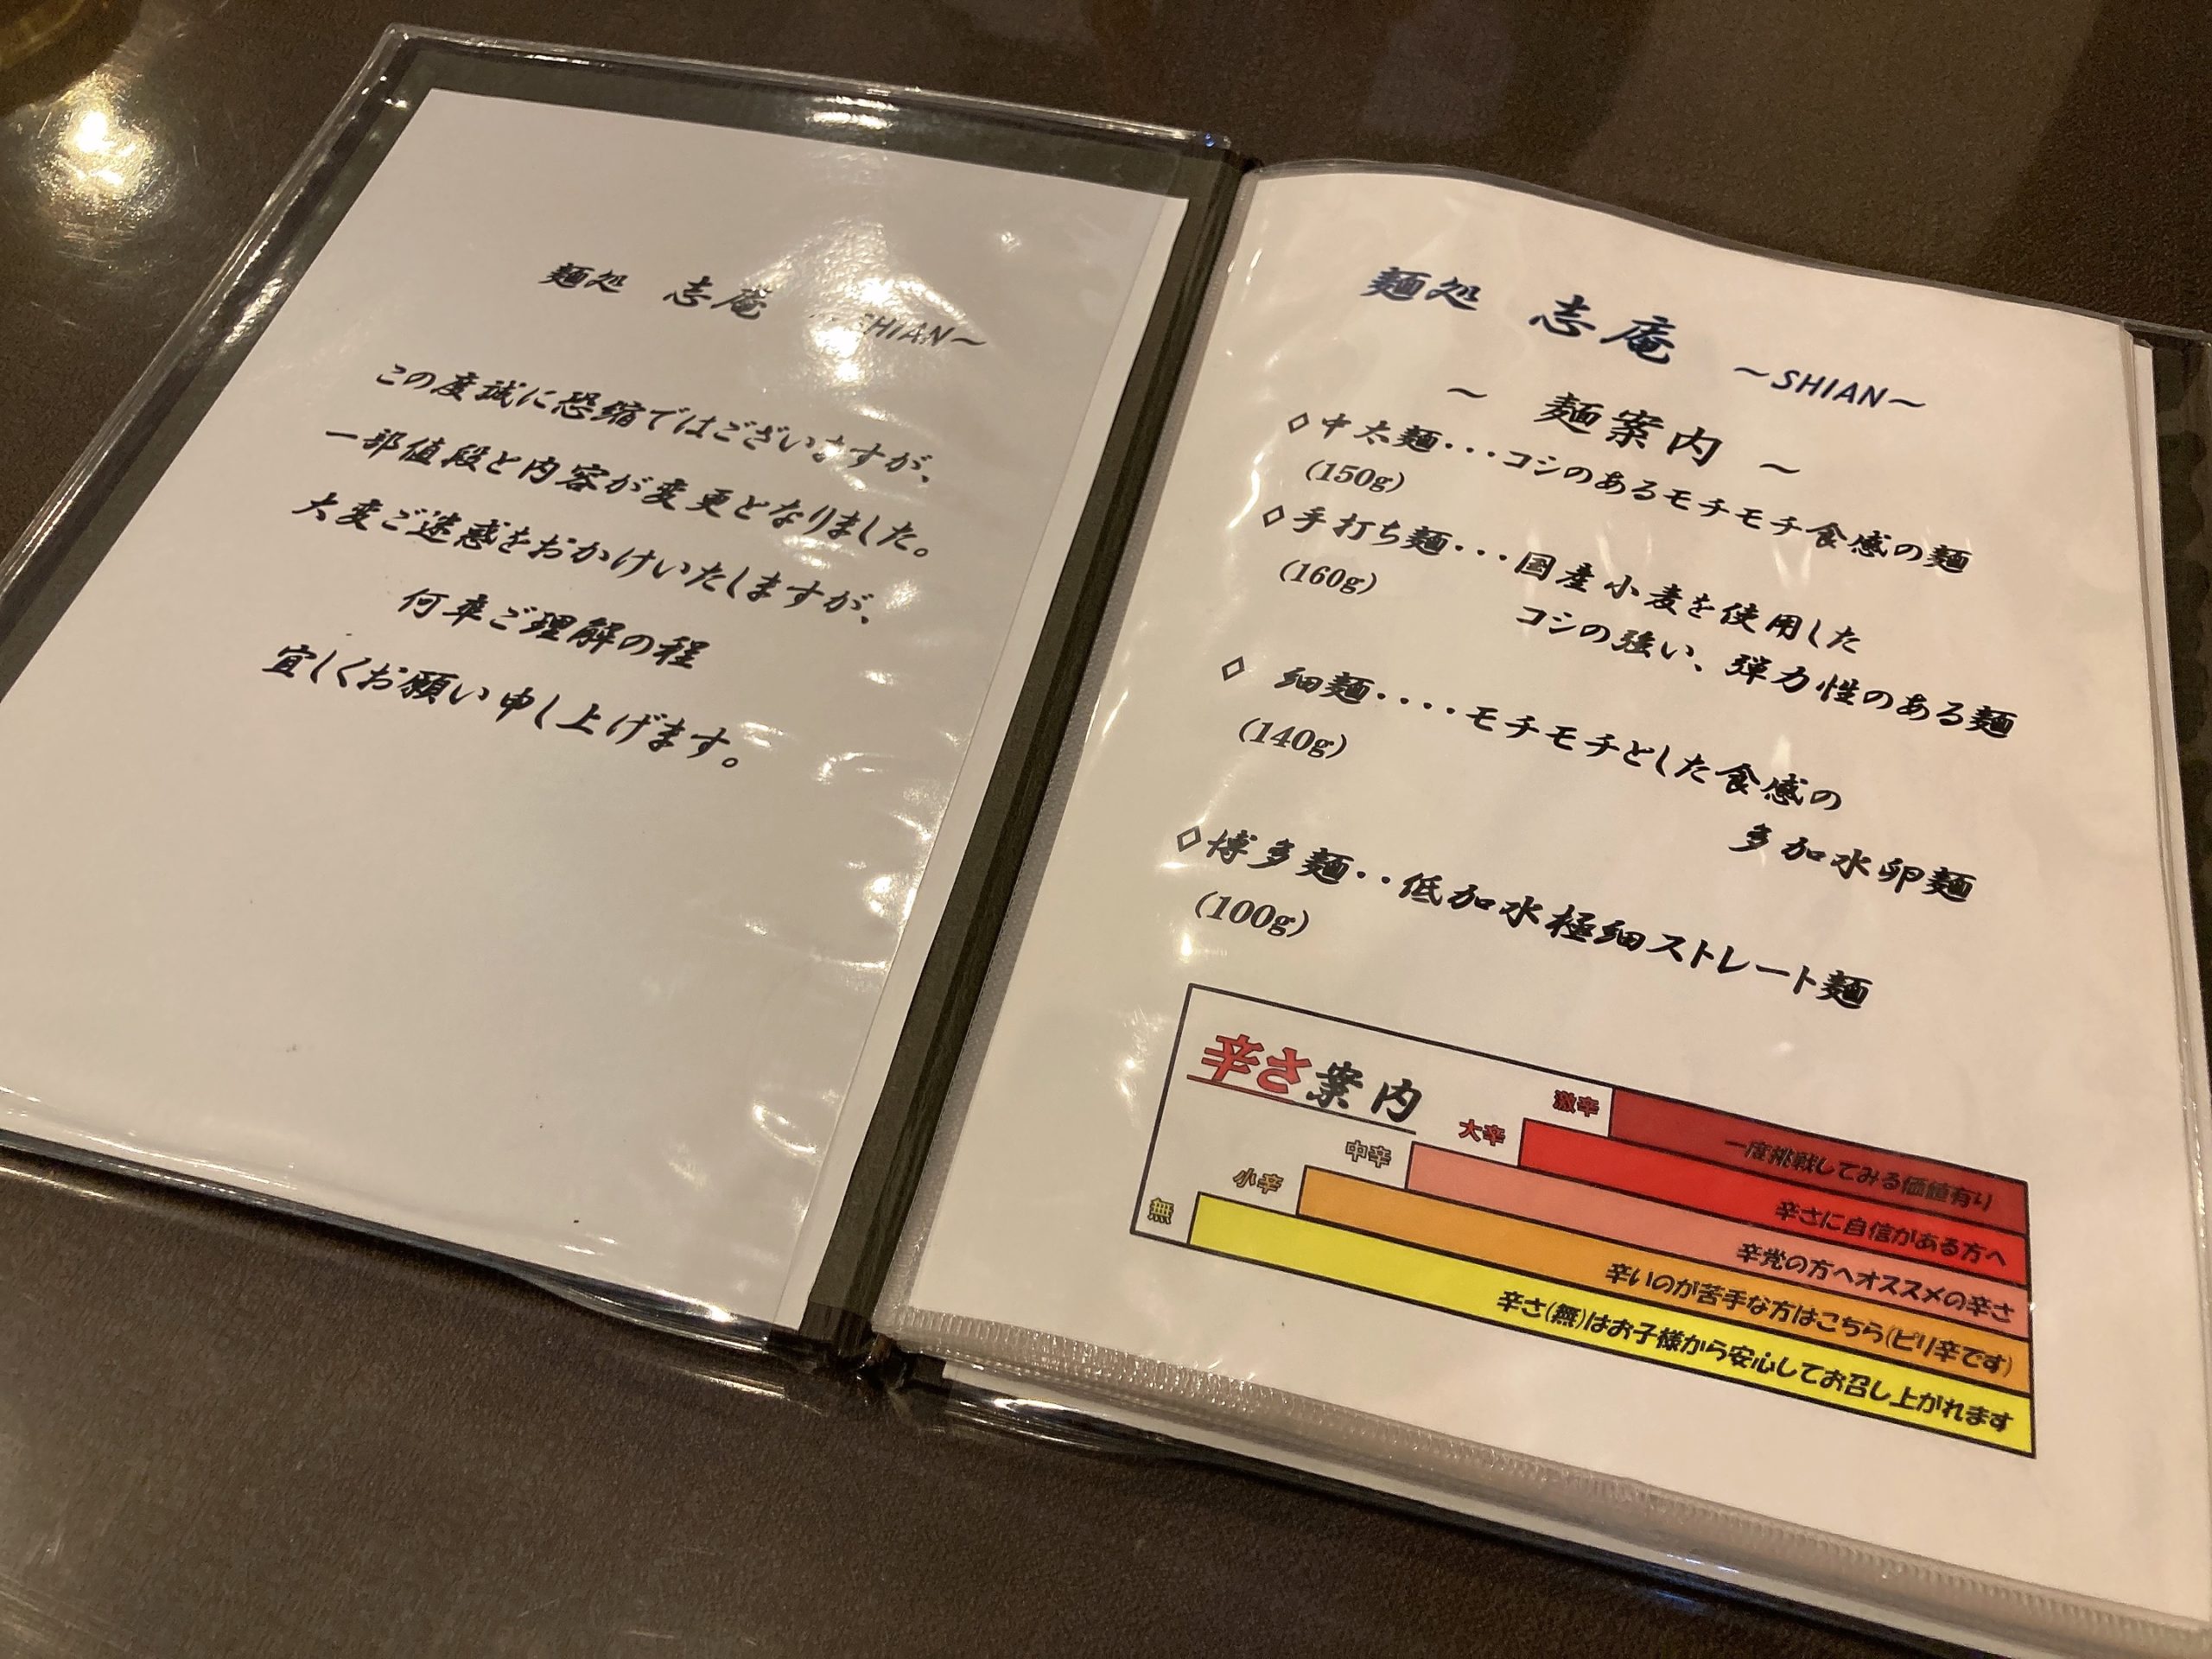 麺処 志庵 ～SHIAN～
この度誠に恐縮ではございますが、
一部値段と内容が変更となりました。
大変ご迷惑をおかけいたしますが、
何卒ご理解の程
宜しくお願い申し上げます。
麺処 志庵 ～SHIAN～
～ 麺案内 ～
◇中太麺･･･コシのあるモチモチ食感の麺
(150g)
◇手打ち麺･･･国産小麦を使用した
(160g)
コシの強い、弾力性のある麺
◇ 細麺････モチモチとした食感の
(140g)
多加水卵麺
◇博多麺･･低加水極細ストレート麺
(100g)
辛さ案内
激辛 一度挑戦してみる価値有り
大辛 辛さに自信がある方へ
中辛 辛党の方へオススメの辛さ
小辛 辛いのが苦手な方はこちら(ピリ辛です)
無 辛さ(無)はお子様から安心してお召し上がれます